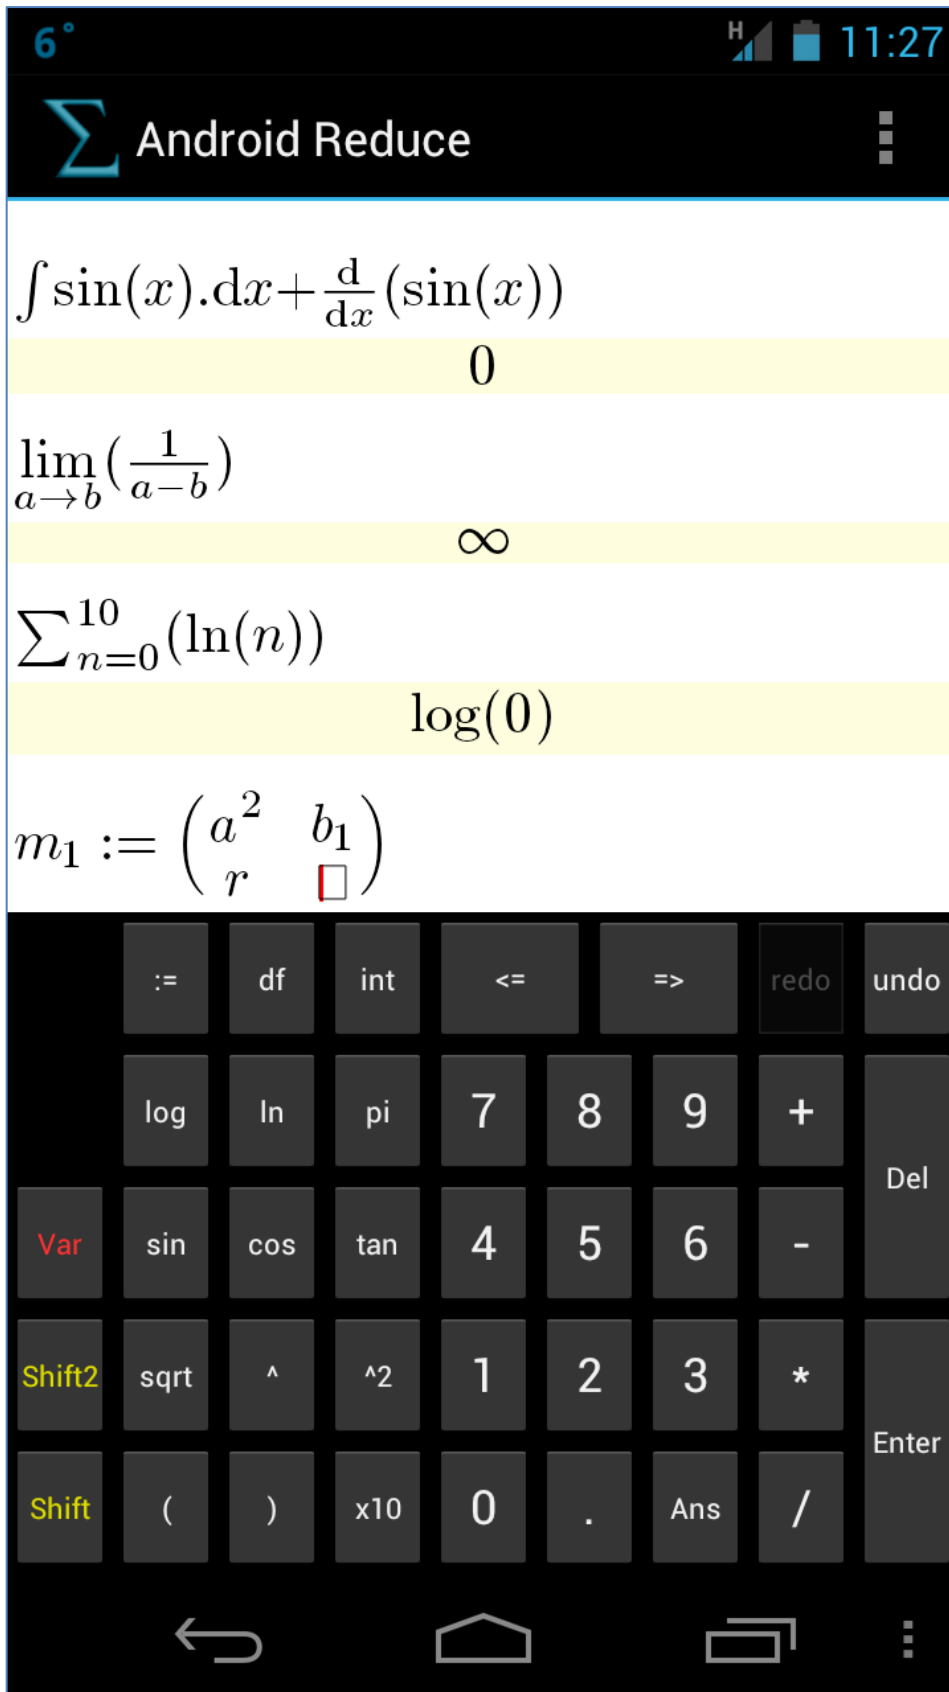 6° H 11:27
Android Reduce
∫sin(x).dx+d/dx(sin(x))
0
lim a→b (1/(a−b))
∞
∑ n=0 10 (ln(n))
log(0)
m₁ := (a² b₁
r )
:= df int <= => redo undo
log ln pi 7 8 9 + Del
Var sin cos tan 4 5 6 -
Shift2 sqrt ^ ^2 1 2 3 * Enter
Shift ( ) x10 0 . Ans /